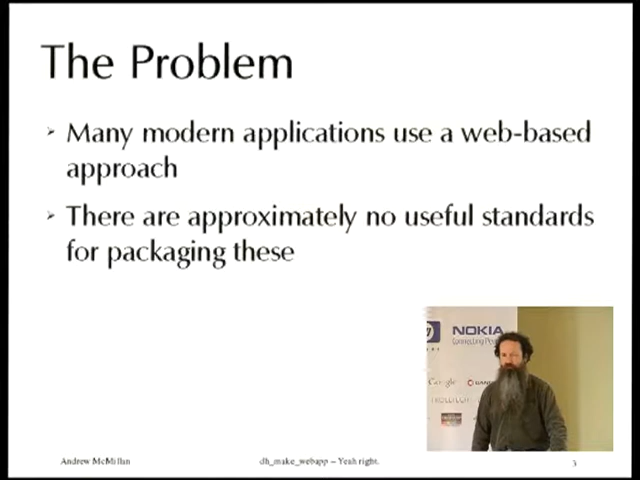 The Problem
➢ Many modern applications use a web-based
approach
➢ There are approximately no useful standards
for packaging these
NOKIA
Andrew McMillan
dh_make_webapp – Yeah right.
3